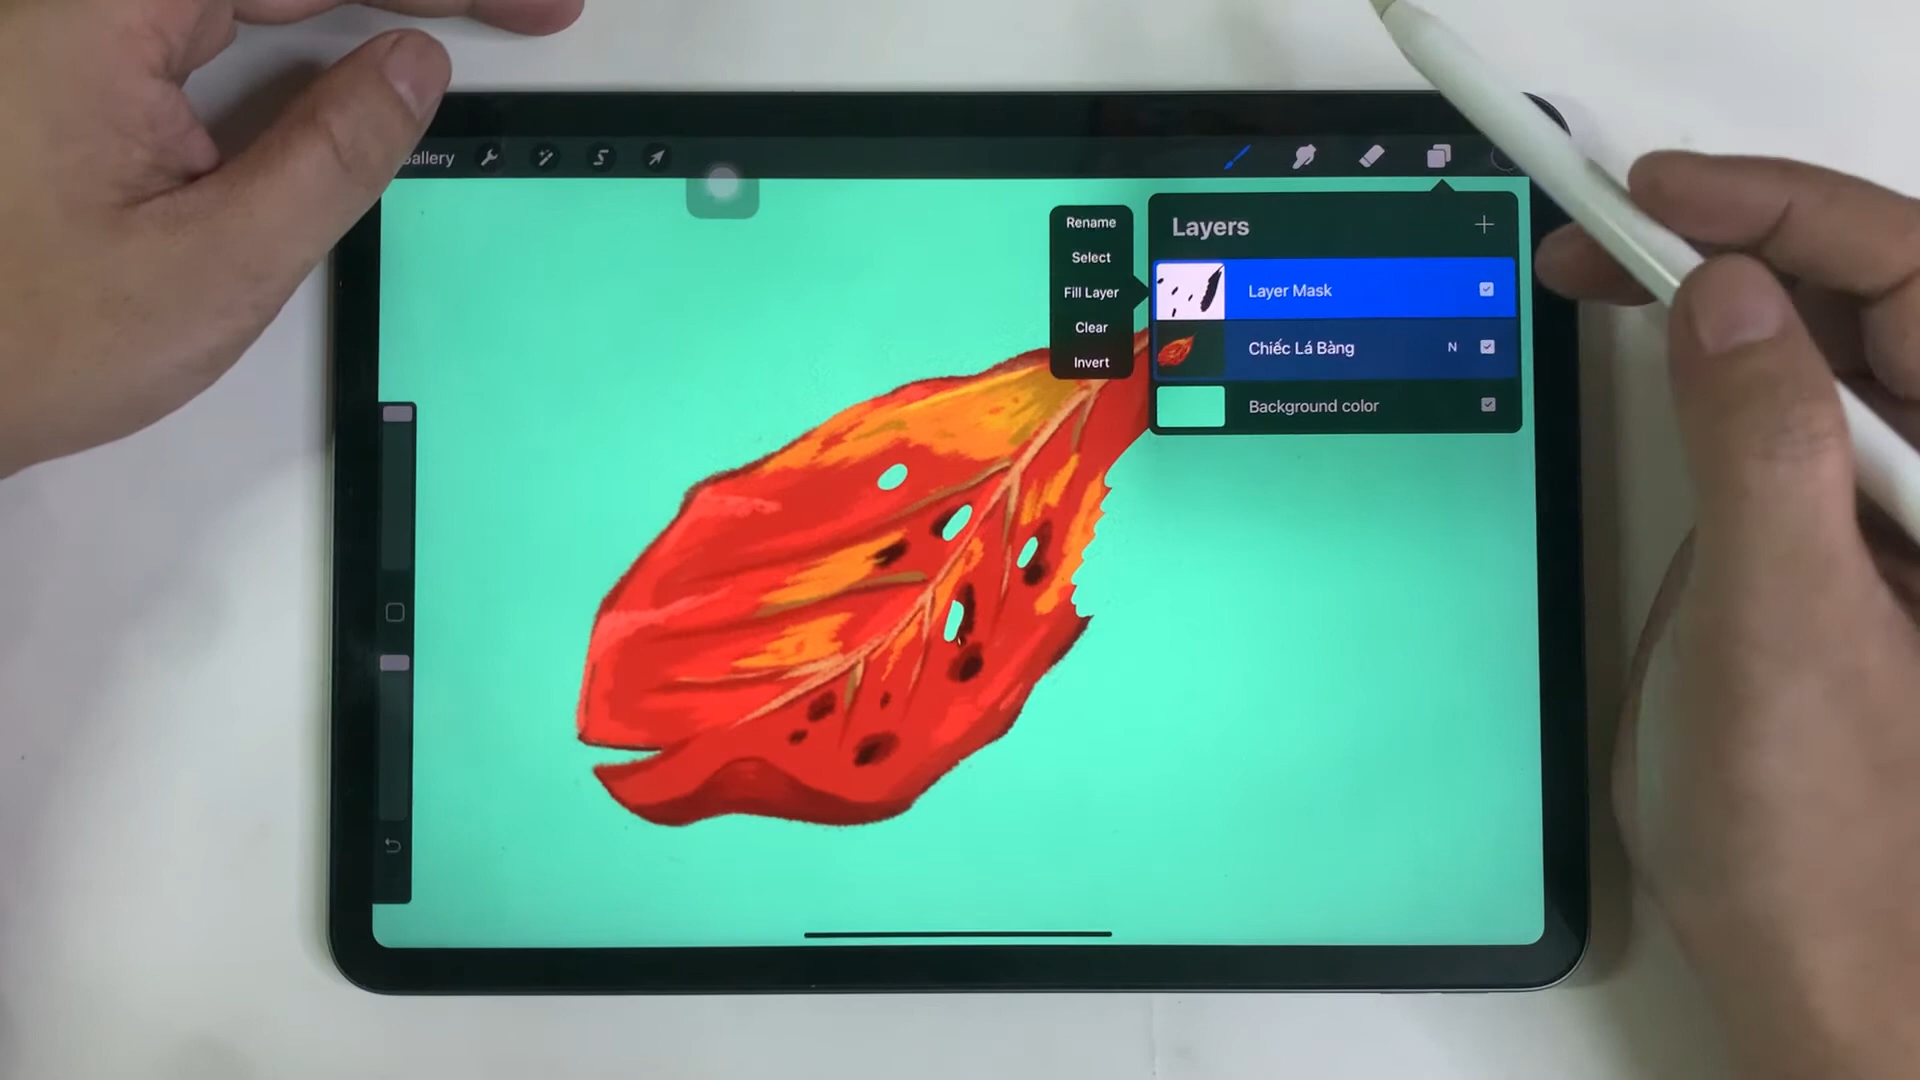 allery
Layers
Rename
Select
Fill Layer
Clear
Invert
Layer Mask
Chiếc Lá Bàng N
Background color